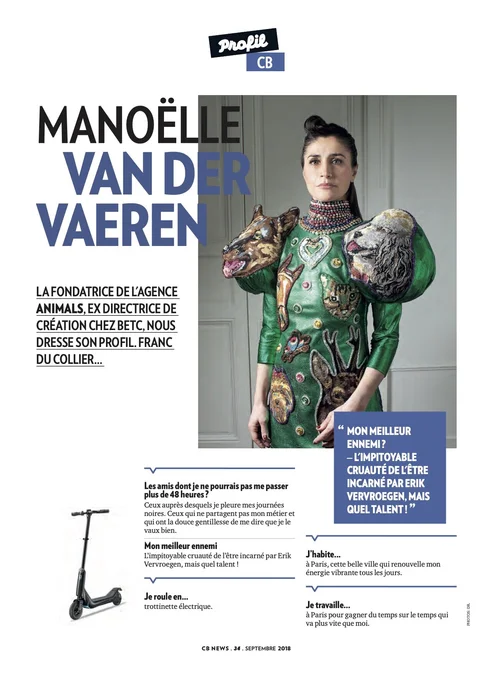 Profil
CB
MANOËLLE
VAN DER
VAEREN
LA FONDATRICE DE L'AGENCE
ANIMALS, EX DIRECTRICE DE
CRÉATION CHEZ BETC, NOUS
DRESSE SON PROFIL. FRANC
DU COLLIER...
“ MON MEILLEUR
ENNEMI ?
– L'IMPITOYABLE
CRUAUTÉ DE L'ÊTRE
INCARNÉ PAR ERIK
VERVROEGEN, MAIS
QUEL TALENT ! ”
Les amis dont je ne pourrais pas me passer
plus de 48 heures ?
Ceux auprès desquels je pleure mes journées
noires. Ceux qui ne partagent pas mon métier et
qui ont la douce gentillesse de me dire que je le
vaux bien.
Mon meilleur ennemi
L'impitoyable cruauté de l'être incarné par Erik
Vervroegen, mais quel talent !
Je roule en...
trottinette électrique.
J'habite...
à Paris, cette belle ville qui renouvelle mon
énergie vibrante tous les jours.
Je travaille...
à Paris pour gagner du temps sur le temps qui
va plus vite que moi.
PHOTOS : DR.
CB NEWS . 34 . SEPTEMBRE 2018